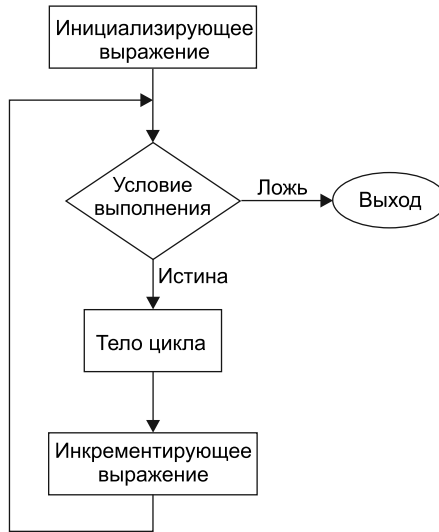 Инициализирующее
выражение
Условие
выполнения
Ложь
Выход
Истина
Тело цикла
Инкрементирующее
выражение